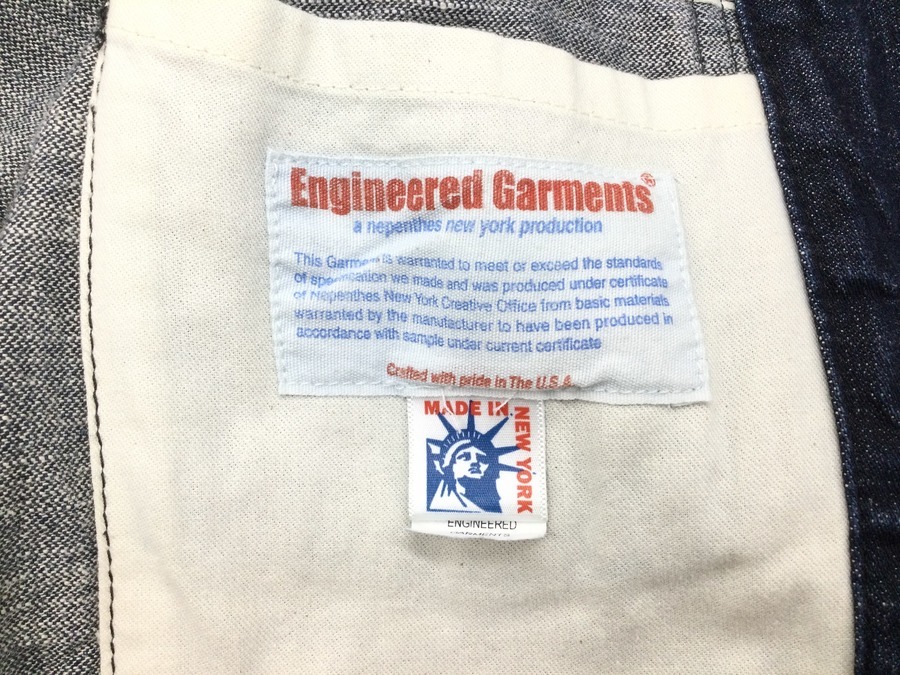 Engineered Garments®
a nepenthes new york production
This Garment is warranted to meet or exceed the standards
of specification we made and was produced under certificate
of Nepenthes New York Creative Office from basic materials
warranted by the manufacturer to have been produced in
accordance with sample under current certificate
Crafted with pride in The U.S.A.
MADE IN
NEW YORK
ENGINEERED
GARMENTS